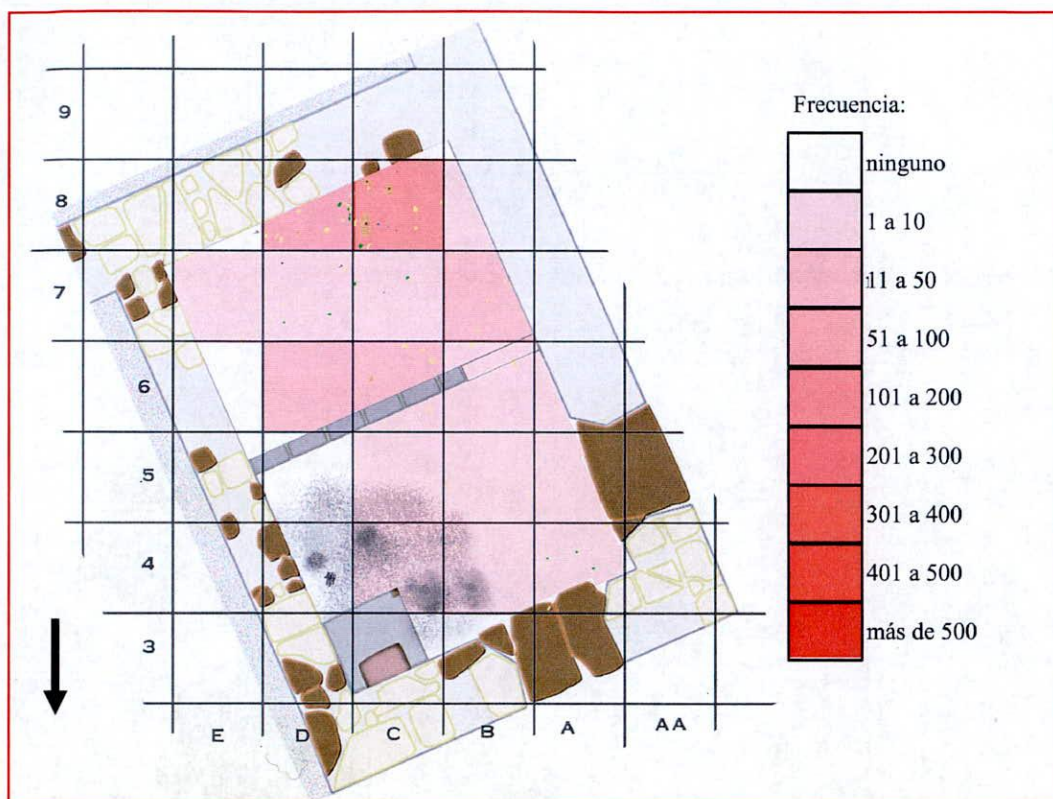 9
8
7
6
5
4
3
E D C B A AA
Frecuencia:
ninguno
1 a 10
11 a 50
51 a 100
101 a 200
201 a 300
301 a 400
401 a 500
más de 500